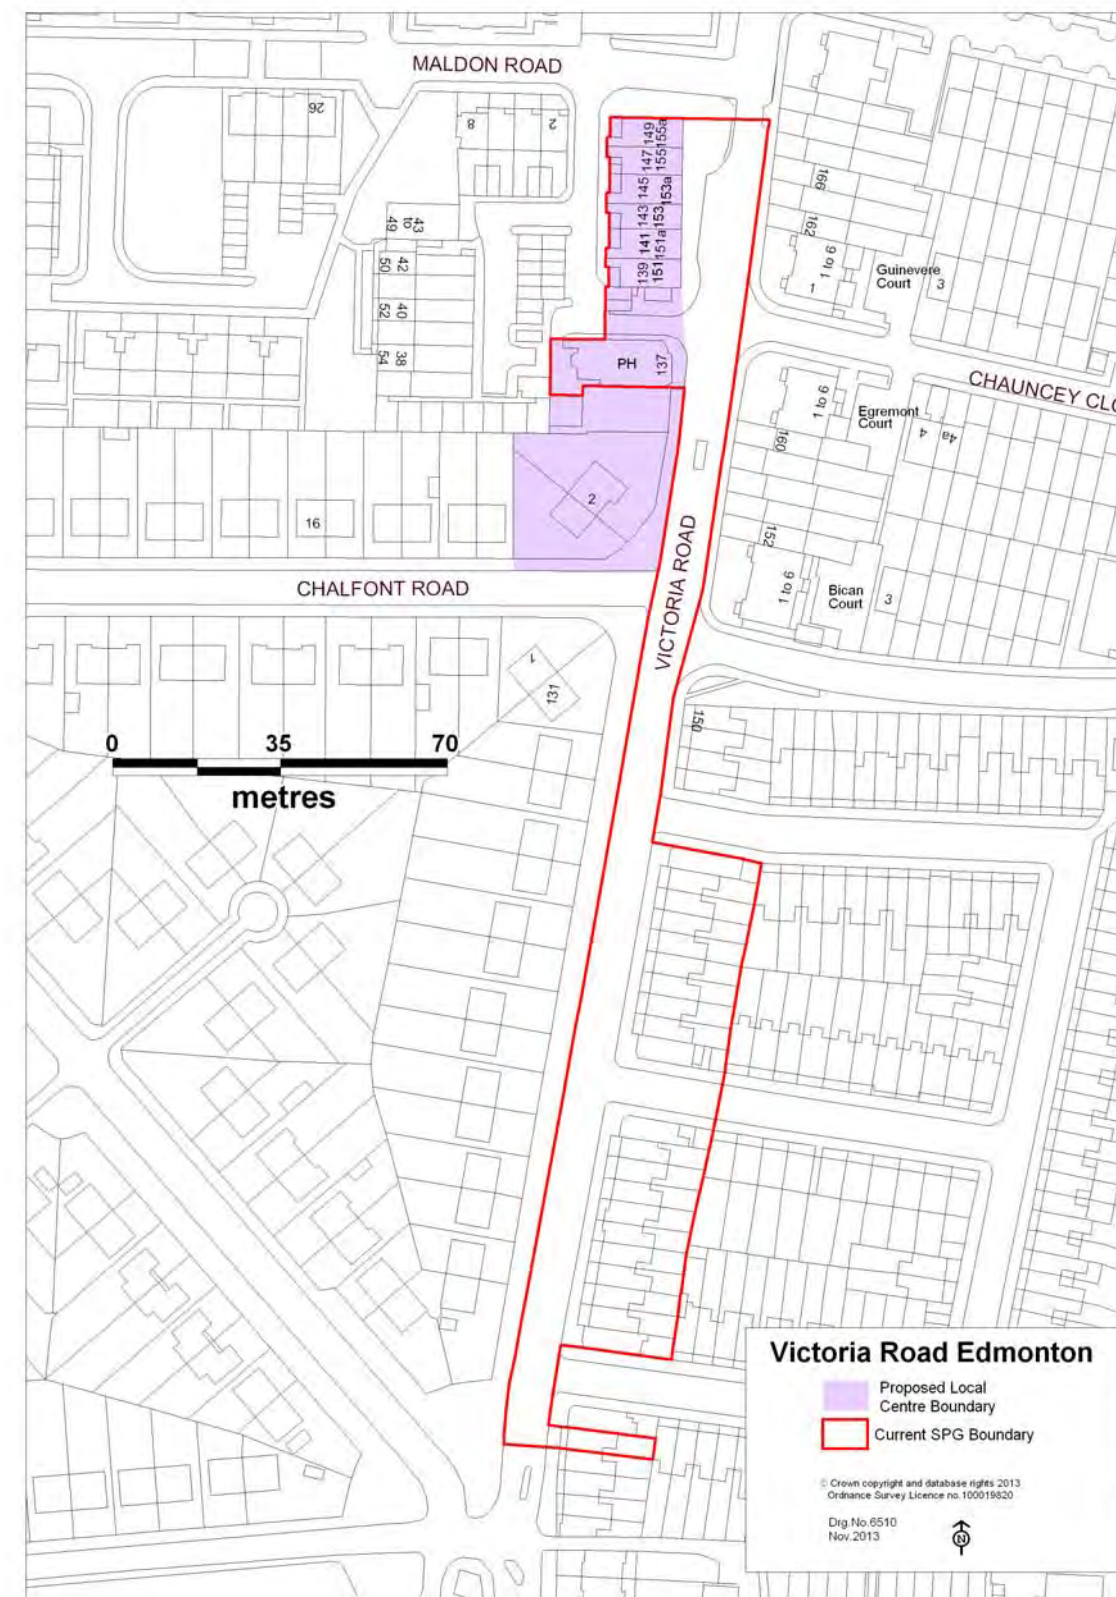 MALDON ROAD
26
8
2
149
155a
147
155
145
153a
143
153
141
151a
139
151
43
to
49
42
50
40
52
38
54
PH
137
166
162
1 to 6
1
Guinevere
Court
3
CHAUNCEY CLO
1 to 6
Egremont
Court
4
4a
160
152
2
16
CHALFONT ROAD
VICTORIA ROAD
1 to 6
Bican
Court
3
1
131
150
0 35 70
metres
Victoria Road Edmonton
Proposed Local
Centre Boundary
Current SPG Boundary
© Crown copyright and database rights 2013
Ordnance Survey Licence no.100019820
Drg.No.6510
Nov.2013
N